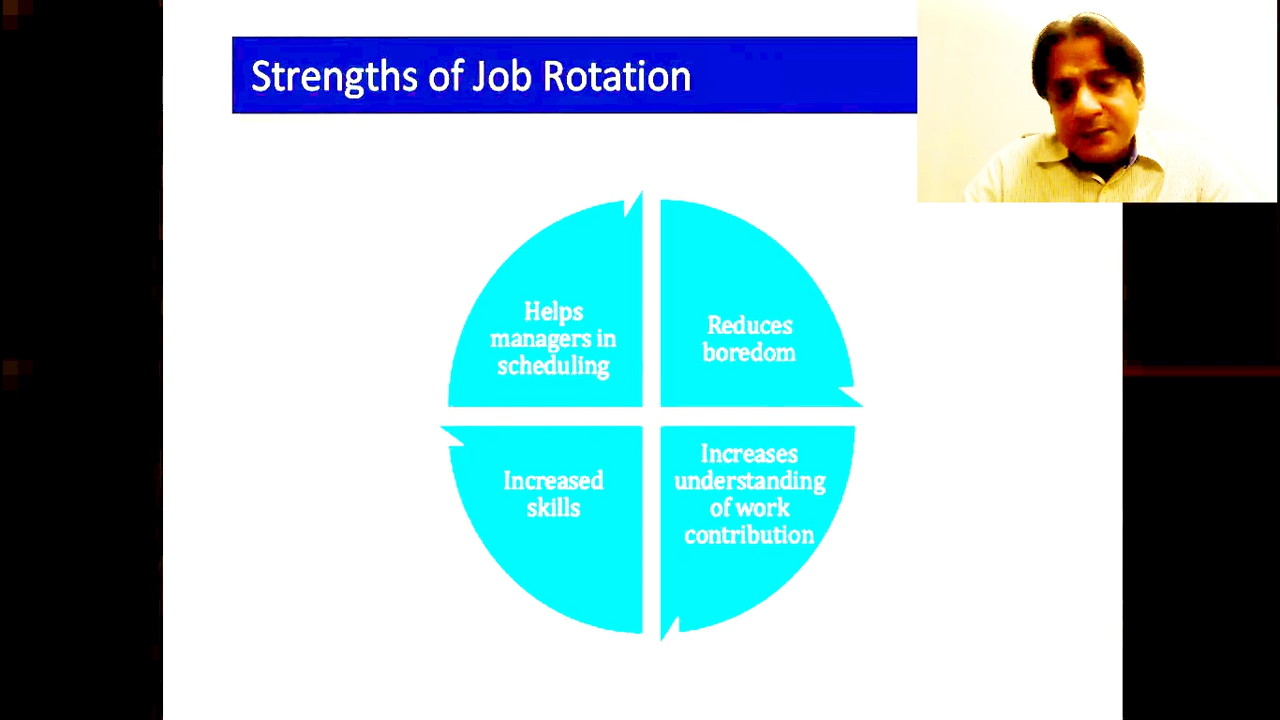 Strengths of Job Rotation
Helps
managers in
scheduling
Reduces
boredom
Increased
skills
Increases
understanding
of work
contribution